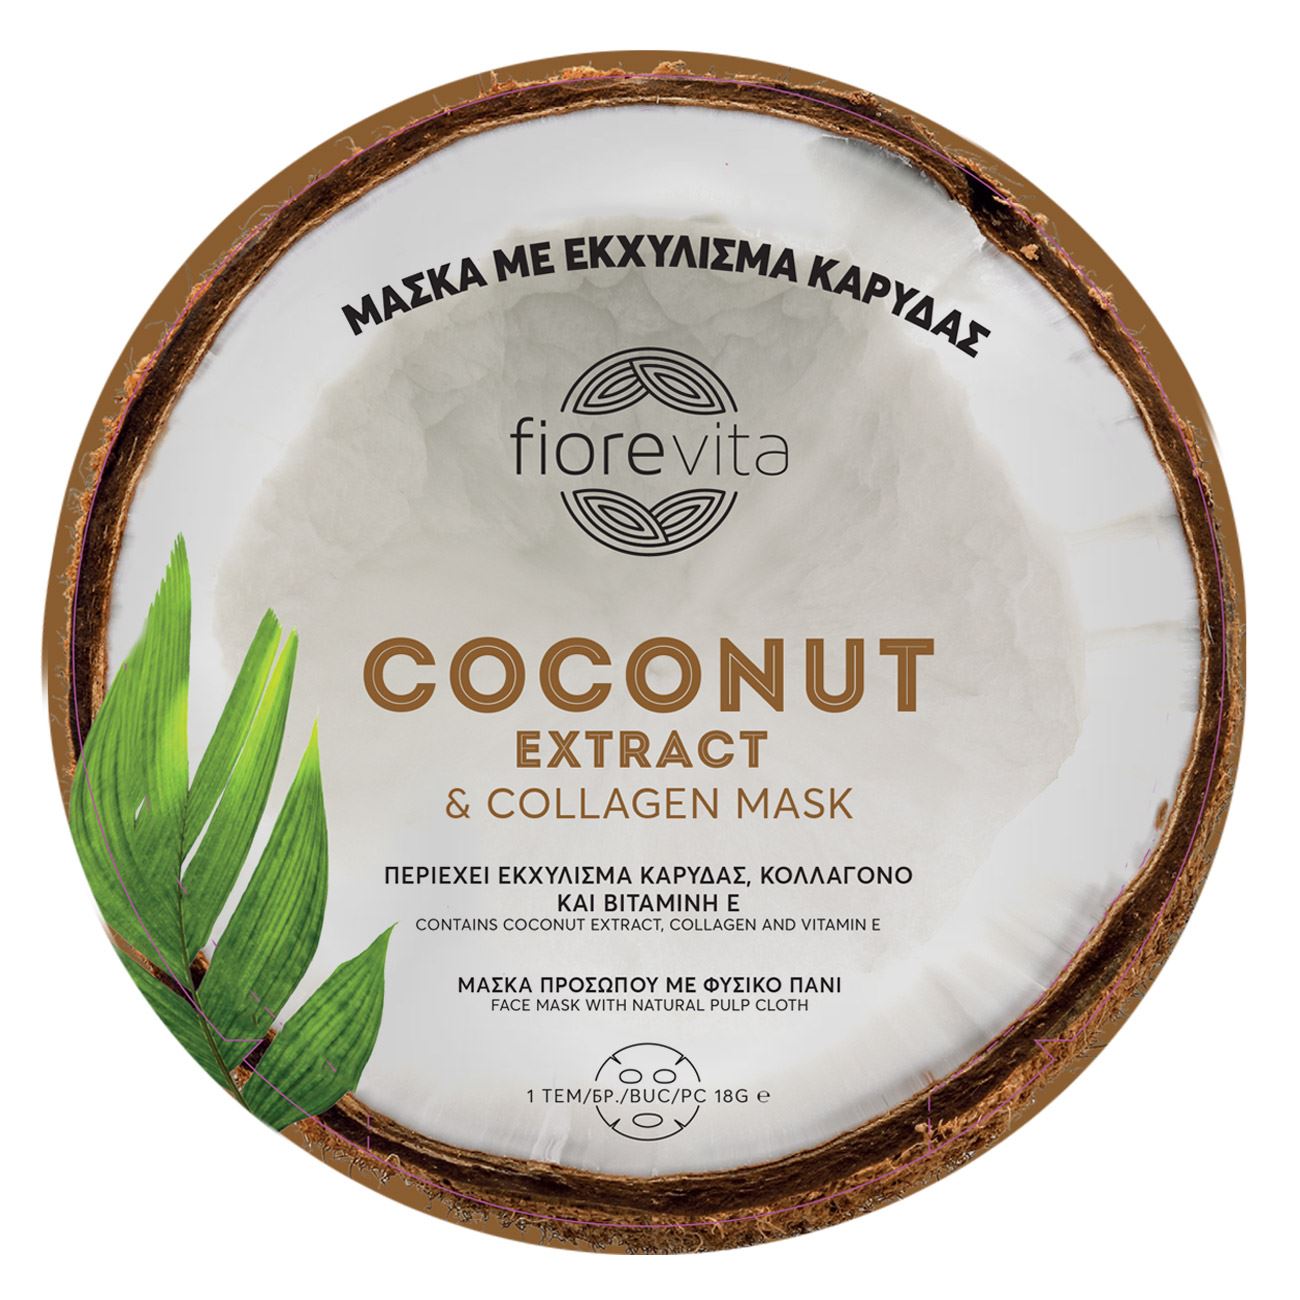 ΜΑΣΚΑ ΜΕ ΕΚΧΥΛΙΣΜΑ ΚΑΡΥΔΑΣ
fiorevita
COCONUT
EXTRACT
& COLLAGEN MASK
ΠΕΡΙΕΧΕΙ ΕΚΧΥΛΙΣΜΑ ΚΑΡΥΔΑΣ, ΚΟΛΛΑΓΟΝΟ
ΚΑΙ ΒΙΤΑΜΙΝΗ Ε
CONTAINS COCONUT EXTRACT, COLLAGEN AND VITAMIN E
ΜΑΣΚΑ ΠΡΟΣΩΠΟΥ ΜΕ ΦΥΣΙΚΟ ΠΑΝΙ
FACE MASK WITH NATURAL PULP CLOTH
1 ΤΕΜ/БР./BUC/PC 18G ℮